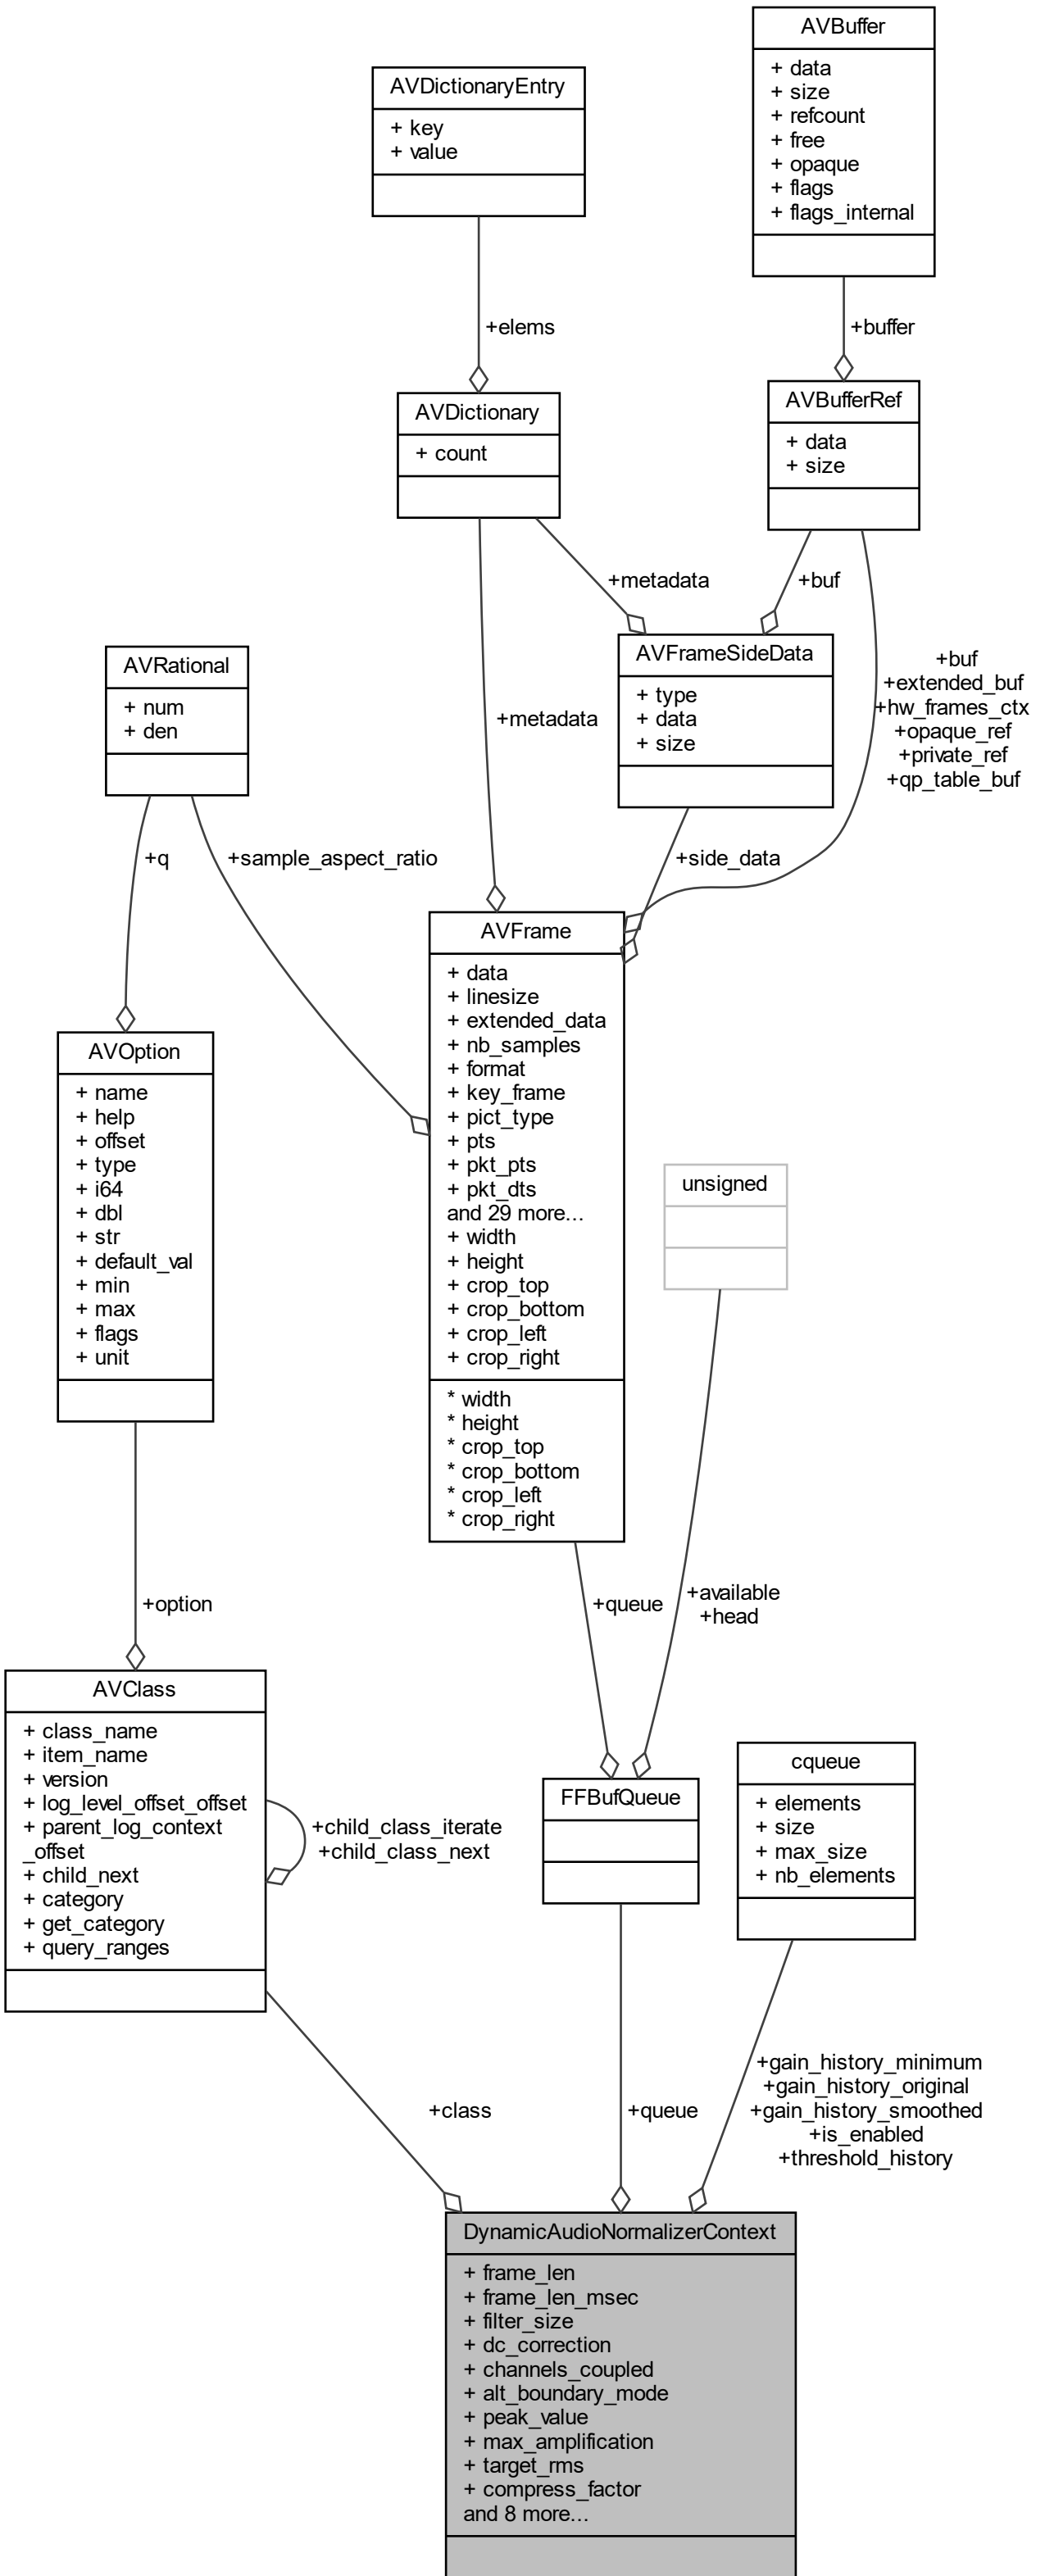 AVBuffer
+ data
+ size
+ refcount
+ free
+ opaque
+ flags
+ flags_internal
AVDictionaryEntry
+ key
+ value
+elems
+buffer
AVDictionary
+ count
AVBufferRef
+ data
+ size
+metadata
+buf
AVFrameSideData
+ type
+ data
+ size
AVRational
+ num
+ den
+metadata
+buf
+extended_buf
+hw_frames_ctx
+opaque_ref
+private_ref
+qp_table_buf
+q
+sample_aspect_ratio
+side_data
AVFrame
+ data
+ linesize
+ extended_data
+ nb_samples
+ format
+ key_frame
+ pict_type
+ pts
+ pkt_pts
+ pkt_dts
and 29 more...
+ width
+ height
+ crop_top
+ crop_bottom
+ crop_left
+ crop_right
* width
* height
* crop_top
* crop_bottom
* crop_left
* crop_right
AVOption
+ name
+ help
+ offset
+ type
+ i64
+ dbl
+ str
+ default_val
+ min
+ max
+ flags
+ unit
unsigned
+option
+queue
+available
+head
AVClass
+ class_name
+ item_name
+ version
+ log_level_offset_offset
+ parent_log_context
_offset
+ child_next
+ category
+ get_category
+ query_ranges
+child_class_iterate
+child_class_next
FFBufQueue
cqueue
+ elements
+ size
+ max_size
+ nb_elements
+class
+queue
+gain_history_minimum
+gain_history_original
+gain_history_smoothed
+is_enabled
+threshold_history
DynamicAudioNormalizerContext
+ frame_len
+ frame_len_msec
+ filter_size
+ dc_correction
+ channels_coupled
+ alt_boundary_mode
+ peak_value
+ max_amplification
+ target_rms
+ compress_factor
and 8 more...